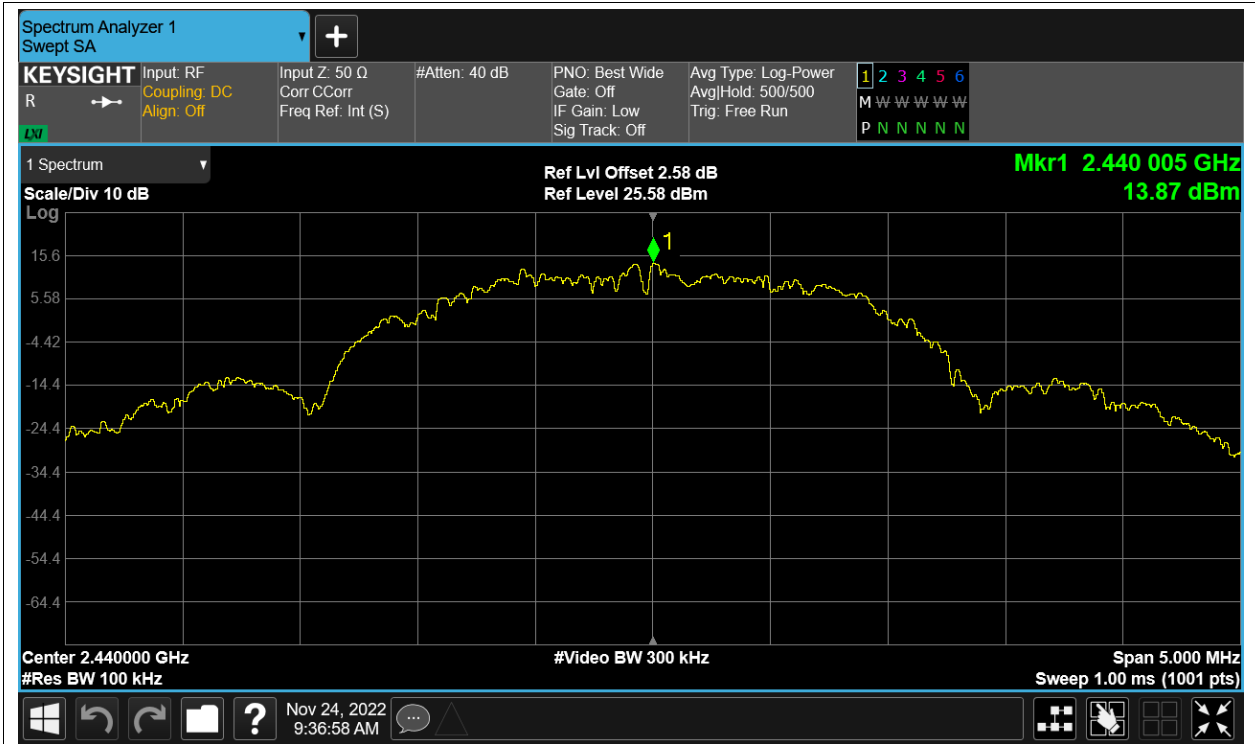 Spectrum Analyzer 1
Swept SA
+
KEYSIGHT
R
LXI
Input: RF
Coupling: DC
Align: Off
Input Z: 50 Ω
Corr CCorr
Freq Ref: Int (S)
#Atten: 40 dB
PNO: Best Wide
Gate: Off
IF Gain: Low
Sig Track: Off
Avg Type: Log-Power
Avg|Hold: 500/500
Trig: Free Run
1 2 3 4 5 6
M W W W W W W
P N N N N N N
1 Spectrum
Scale/Div 10 dB
Log
Ref Lvl Offset 2.58 dB
Ref Level 25.58 dBm
Mkr1 2.440 005 GHz
13.87 dBm
1
15.6
5.58
-4.42
-14.4
-24.4
-34.4
-44.4
-54.4
-64.4
Center 2.440000 GHz
#Res BW 100 kHz
#Video BW 300 kHz
Span 5.000 MHz
Sweep 1.00 ms (1001 pts)
?
Nov 24, 2022
9:36:58 AM